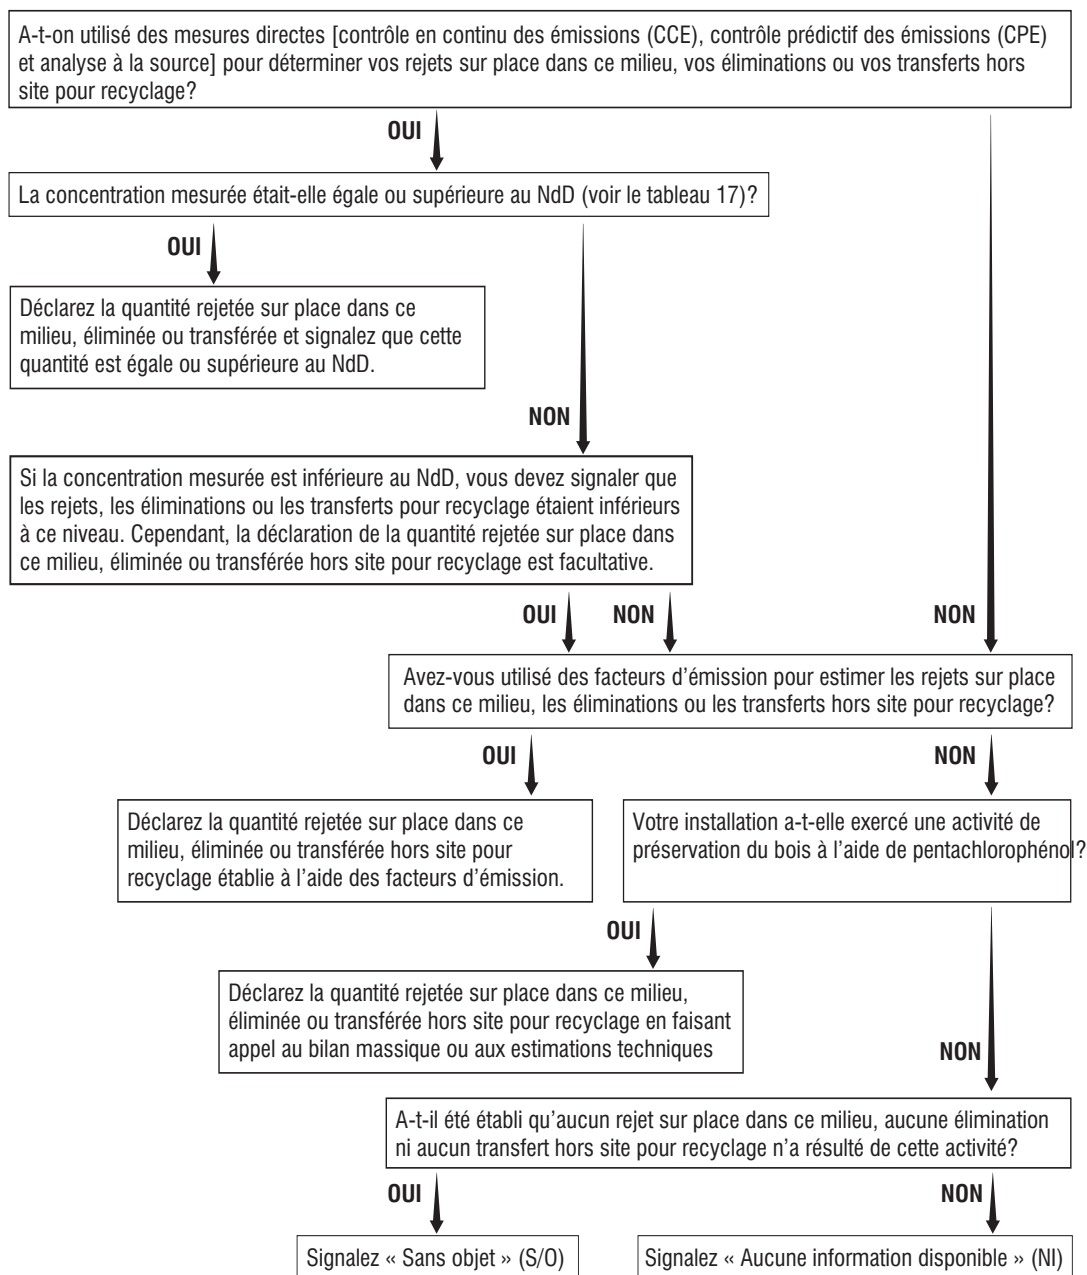 A-t-on utilisé des mesures directes [contrôle en continu des émissions (CCE), contrôle prédictif des émissions (CPE)
et analyse à la source] pour déterminer vos rejets sur place dans ce milieu, vos éliminations ou vos transferts hors
site pour recyclage?
OUI
La concentration mesurée était-elle égale ou supérieure au NdD (voir le tableau 17)?
OUI
Déclarez la quantité rejetée sur place dans ce
milieu, éliminée ou transférée et signalez que cette
quantité est égale ou supérieure au NdD.
NON
Si la concentration mesurée est inférieure au NdD, vous devez signaler que
les rejets, les éliminations ou les transferts pour recyclage étaient inférieurs
à ce niveau. Cependant, la déclaration de la quantité rejetée sur place dans
ce milieu, éliminée ou transférée hors site pour recyclage est facultative.
OUI NON NON
Avez-vous utilisé des facteurs d'émission pour estimer les rejets sur place
dans ce milieu, les éliminations ou les transferts hors site pour recyclage?
OUI NON
Déclarez la quantité rejetée sur place dans ce
milieu, éliminée ou transférée hors site pour
recyclage établie à l'aide des facteurs d'émission.
Votre installation a-t-elle exercé une activité de
préservation du bois à l'aide de pentachlorophénol?
OUI
Déclarez la quantité rejetée sur place dans ce milieu,
éliminée ou transférée hors site pour recyclage en faisant
appel au bilan massique ou aux estimations techniques
NON
A-t-il été établi qu'aucun rejet sur place dans ce milieu, aucune élimination
ni aucun transfert hors site pour recyclage n'a résulté de cette activité?
OUI NON
Signalez « Sans objet » (S/O)
Signalez « Aucune information disponible » (NI)